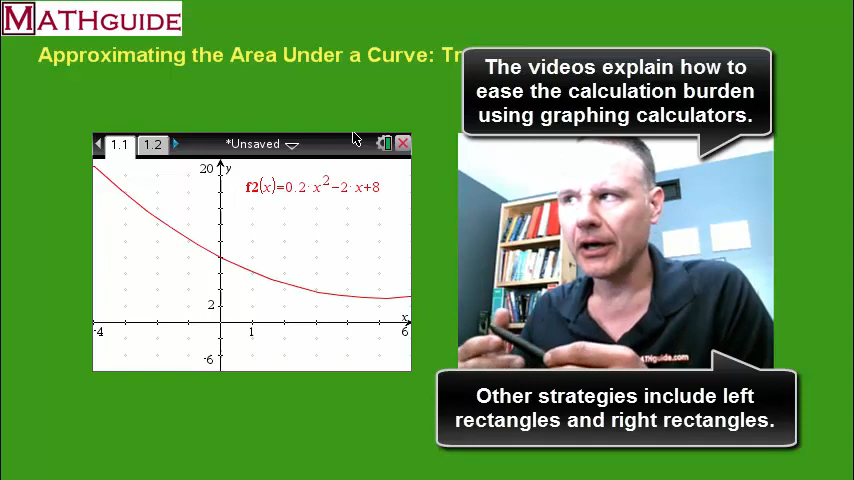 MATHGUIDE
Approximating the Area Under a Curve: Tr
The videos explain how to
ease the calculation burden
using graphing calculators.
1.1 1.2 *Unsaved
20 y
f2(x)=0.2·x²−2·x+8
2
x
-4 1 6
-6
MATHguide.com
Other strategies include left
rectangles and right rectangles.